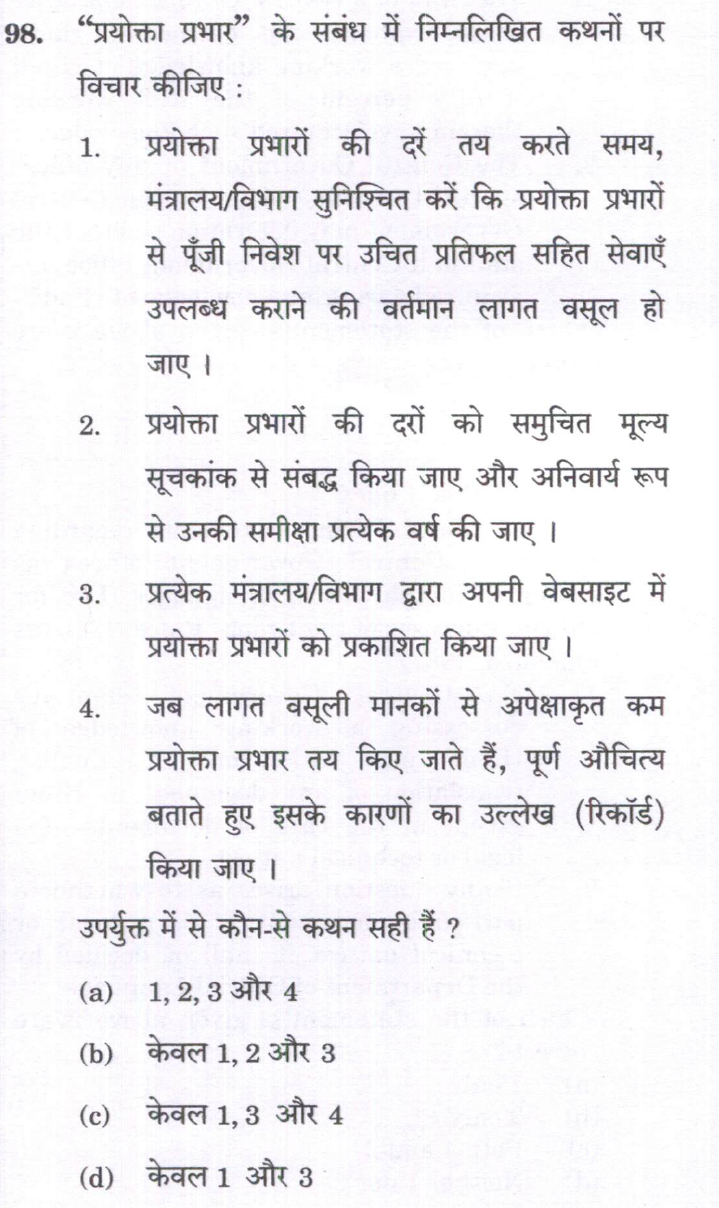 98. “प्रयोक्ता प्रभार” के संबंध में निम्नलिखित कथनों पर
विचार कीजिए :
1. प्रयोक्ता प्रभारों की दरें तय करते समय,
मंत्रालय/विभाग सुनिश्चित करें कि प्रयोक्ता प्रभारों
से पूँजी निवेश पर उचित प्रतिफल सहित सेवाएँ
उपलब्ध कराने की वर्तमान लागत वसूल हो
जाए ।
2. प्रयोक्ता प्रभारों की दरों को समुचित मूल्य
सूचकाक से संबद्ध किया जाए और अनिवार्य रूप
से उनकी समीक्षा प्रत्येक वर्ष की जाए ।
3. प्रत्येक मंत्रालय/विभाग द्वारा अपनी वेबसाइट में
प्रयोक्ता प्रभारों को प्रकाशित किया जाए ।
4. जब लागत वसूली मानकों से अपेक्षाकृत कम
प्रयोक्ता प्रभार तय किए जाते हैं, पूर्ण औचित्य
बताते हुए इसके कारणों का उल्लेख (रिकॉर्ड)
किया जाए ।
उपर्युक्त में से कौन-से कथन सही हैं ?
(a) 1, 2, 3 और 4
(b) केवल 1, 2 और 3
(c) केवल 1, 3 और 4
(d) केवल 1 और 3